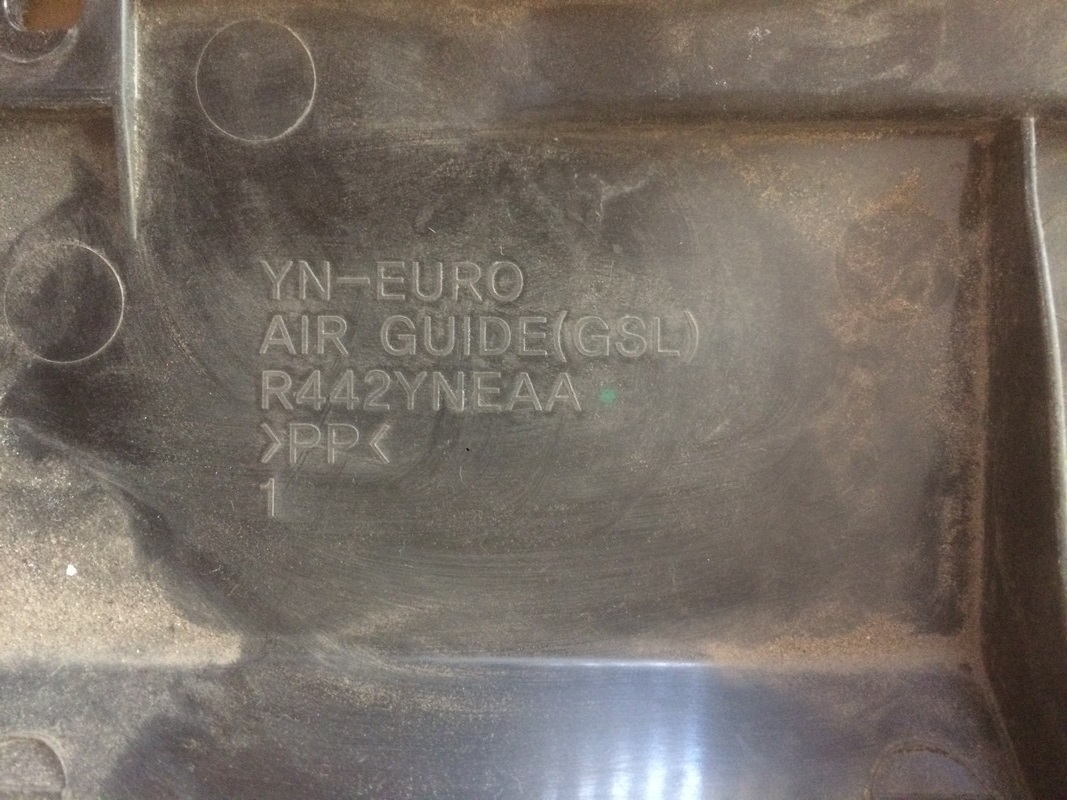 YN-EURO
AIR GUIDE(GSL)
R442YNEAA
>PP<
1